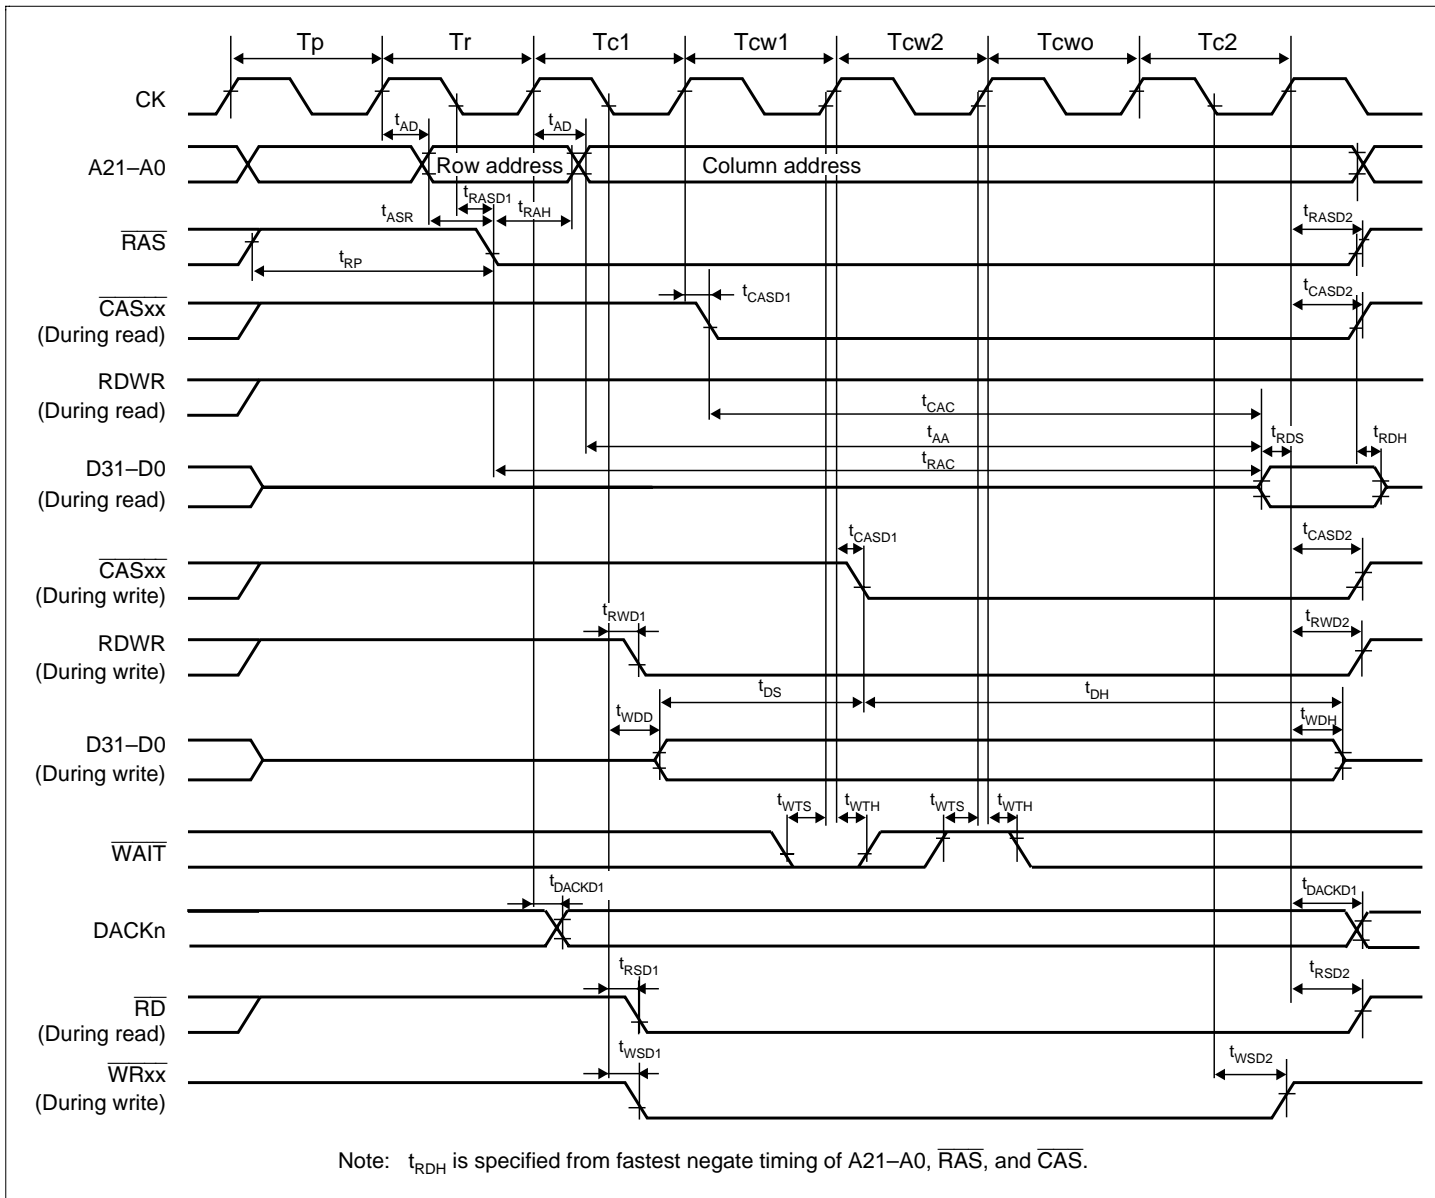 Tp Tr Tc1 Tcw1 Tcw2 Tcwo Tc2
CK
tAD tAD
A21–A0 Row address Column address
tRASD1
tASR tRAH tRASD2
RAS
tRP
CASxx tCASD1 tCASD2
(During read)
RDWR
(During read)
tCAC
tAA tRDS tRDH
D31–D0 tRAC
(During read)
tCASD1 tCASD2
CASxx
(During write)
tRWD1 tRWD2
RDWR
(During write)
tDS tDH
tWDD tWDH
D31–D0
(During write)
tWTS tWTH tWTS tWTH
WAIT
tDACKD1 tDACKD1
DACKn
tRSD1 tRSD2
RD
(During read)
tWSD1 tWSD2
WRxx
(During write)
Note: tRDH is specified from fastest negate timing of A21–A0, RAS, and CAS.